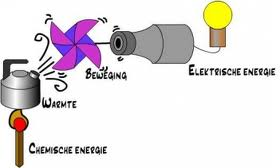 Beweging
Elektrische energie
Warmte
Chemische energie